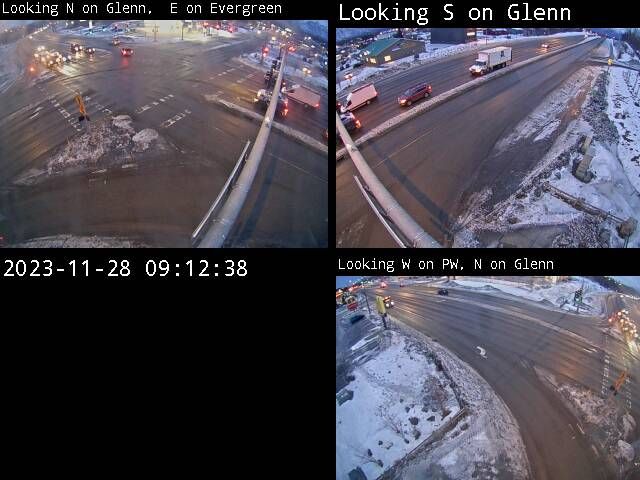 Looking N on Glenn,  E on Evergreen
Looking S on Glenn
2023-11-28 09:12:38
Looking W on PW, N on Glenn